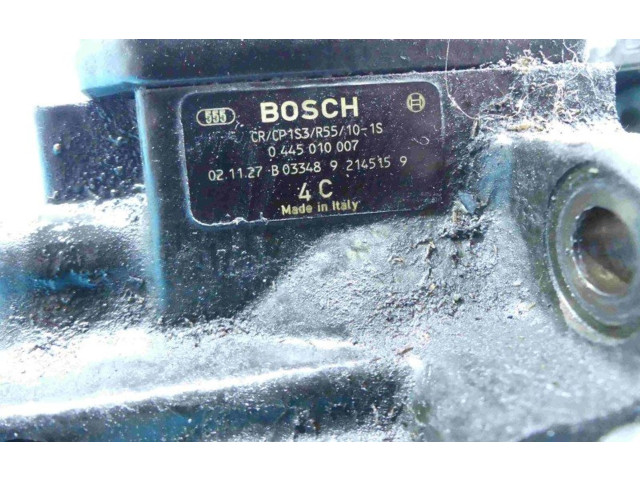 555 BOSCH
CR/CP1S3/R55/10-1S
0 445 010 007
02.11.27 B 03348 9 214515 9
4 C
Made in Italy